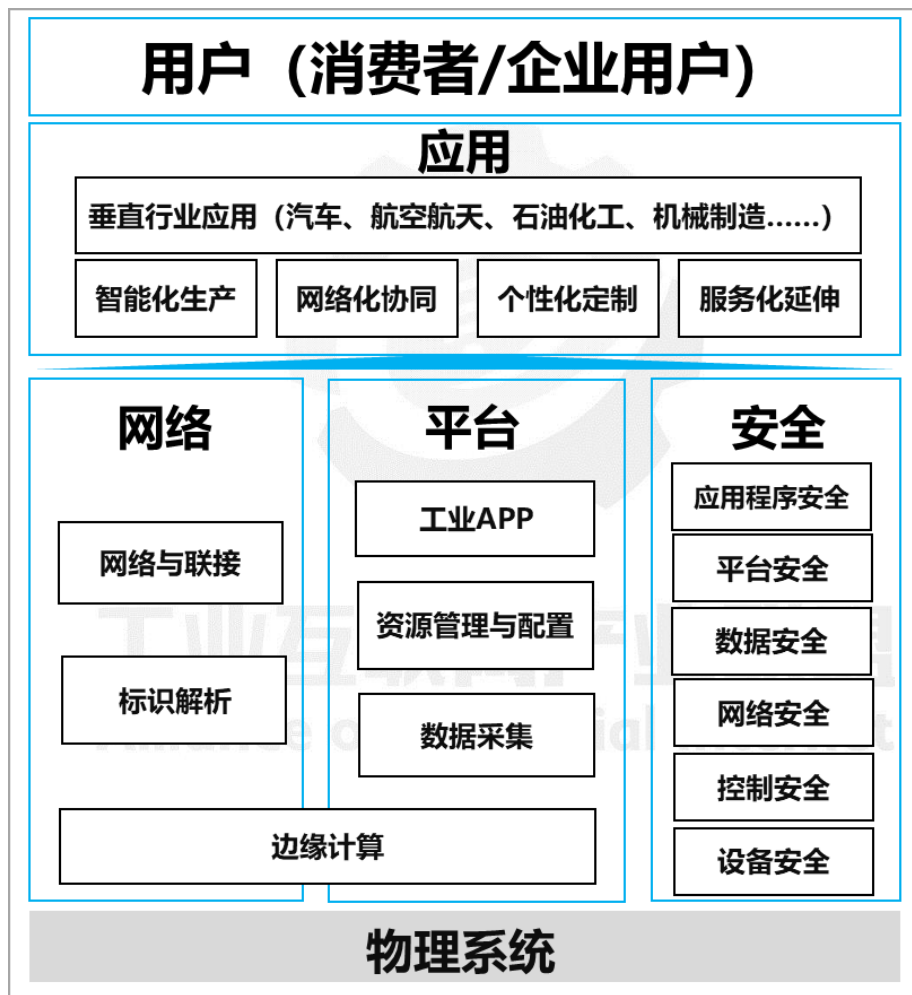 用户（消费者/企业用户）
应用
垂直行业应用（汽车、航空航天、石油化工、机械制造……）
智能化生产
网络化协同
个性化定制
服务化延伸
网络
网络与联接
标识解析
平台
工业APP
资源管理与配置
数据采集
边缘计算
安全
应用程序安全
平台安全
数据安全
网络安全
控制安全
设备安全
物理系统